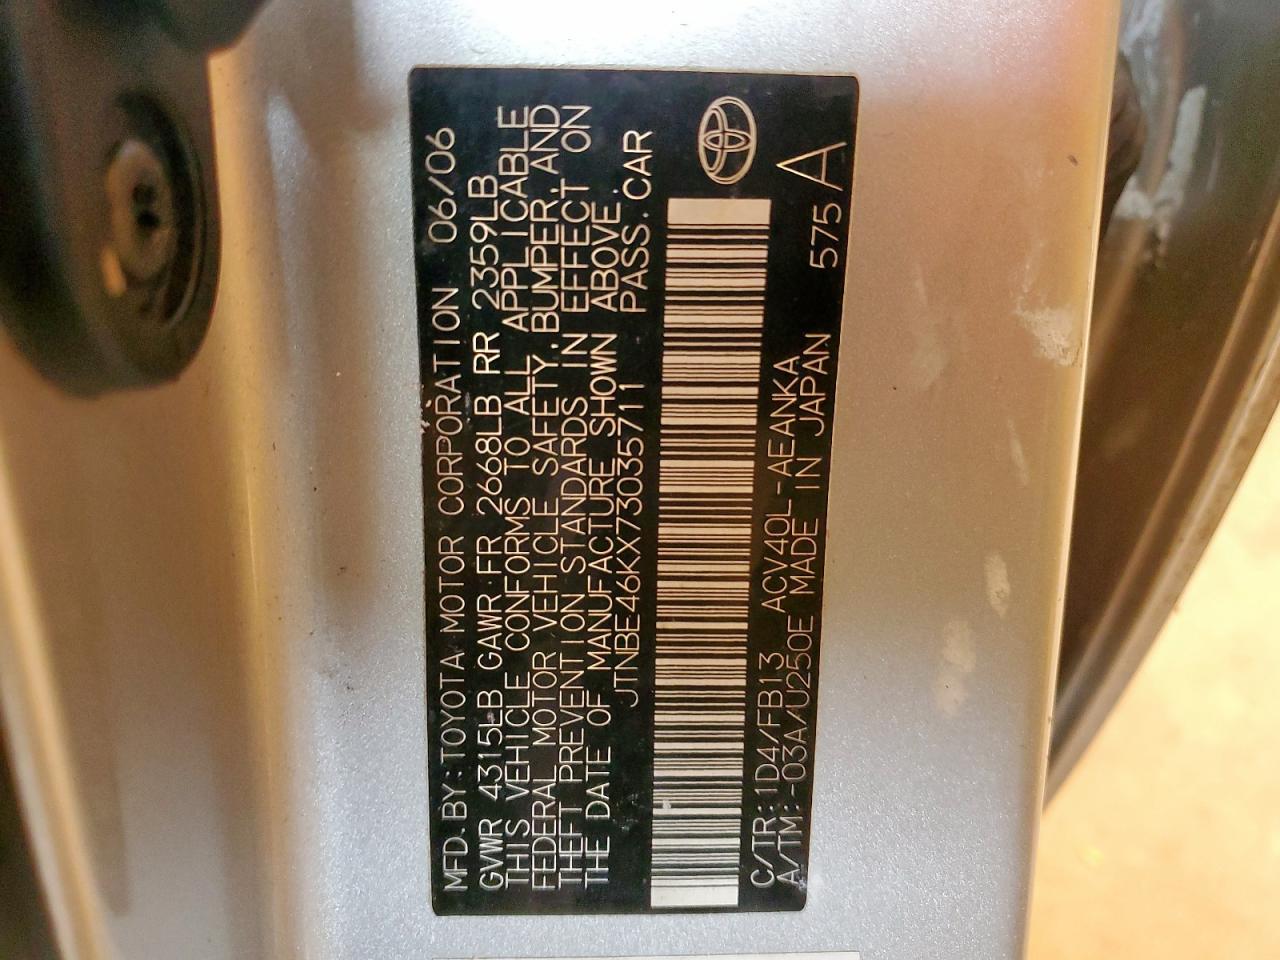 MFD. BY: TOYOTA MOTOR CORPORATION 06/06
GVWR 4315LB GAWR:FR 2668LB RR 2359LB
THIS VEHICLE CONFORMS TO ALL APPLICABLE
FEDERAL MOTOR VEHICLE SAFETY, BUMPER, AND
THEFT PREVENTION STANDARDS IN EFFECT ON
THE DATE OF MANUFACTURE SHOWN ABOVE.
JTNBE46KX73035711 PASS. CAR
C/TR: 1D4/FB13 ACV40L-AEANKA
A/TM:-03A/U250E MADE IN JAPAN 575 A